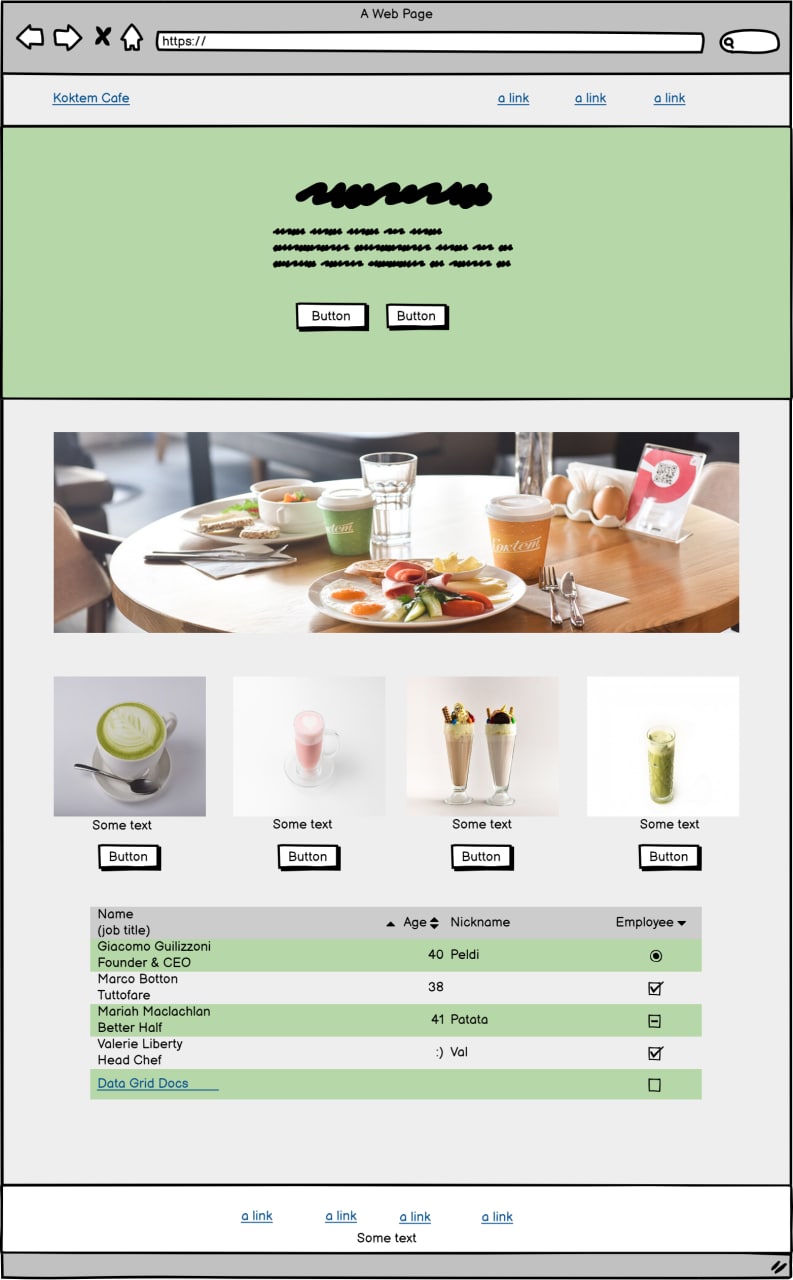 A Web Page
https://
Koktem Cafe
a link a link a link
Button Button
Koktem
Some text Some text Some text Some text
Button Button Button Button
Name
(job title) Age Nickname Employee
Giacomo Guilizzoni
Founder & CEO 40 Peldi
Marco Botton
Tuttofare 38
Mariah Maclachlan
Better Half 41 Patata
Valerie Liberty
Head Chef :) Val
Data Grid Docs
a link a link a link a link
Some text